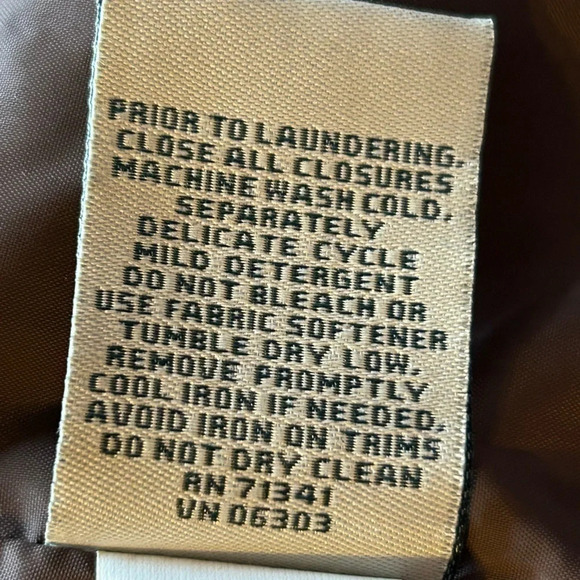 PRIOR TO LAUNDERING,
CLOSE ALL CLOSURES
MACHINE WASH COLD,
SEPARATELY
DELICATE CYCLE
MILD DETERGENT
DO NOT BLEACH OR
USE FABRIC SOFTENER
TUMBLE DRY LOW,
REMOVE PROMPTLY
COOL IRON IF NEEDED,
AVOID IRON ON TRIMS
DO NOT DRY CLEAN
RN 71341
VN 06303